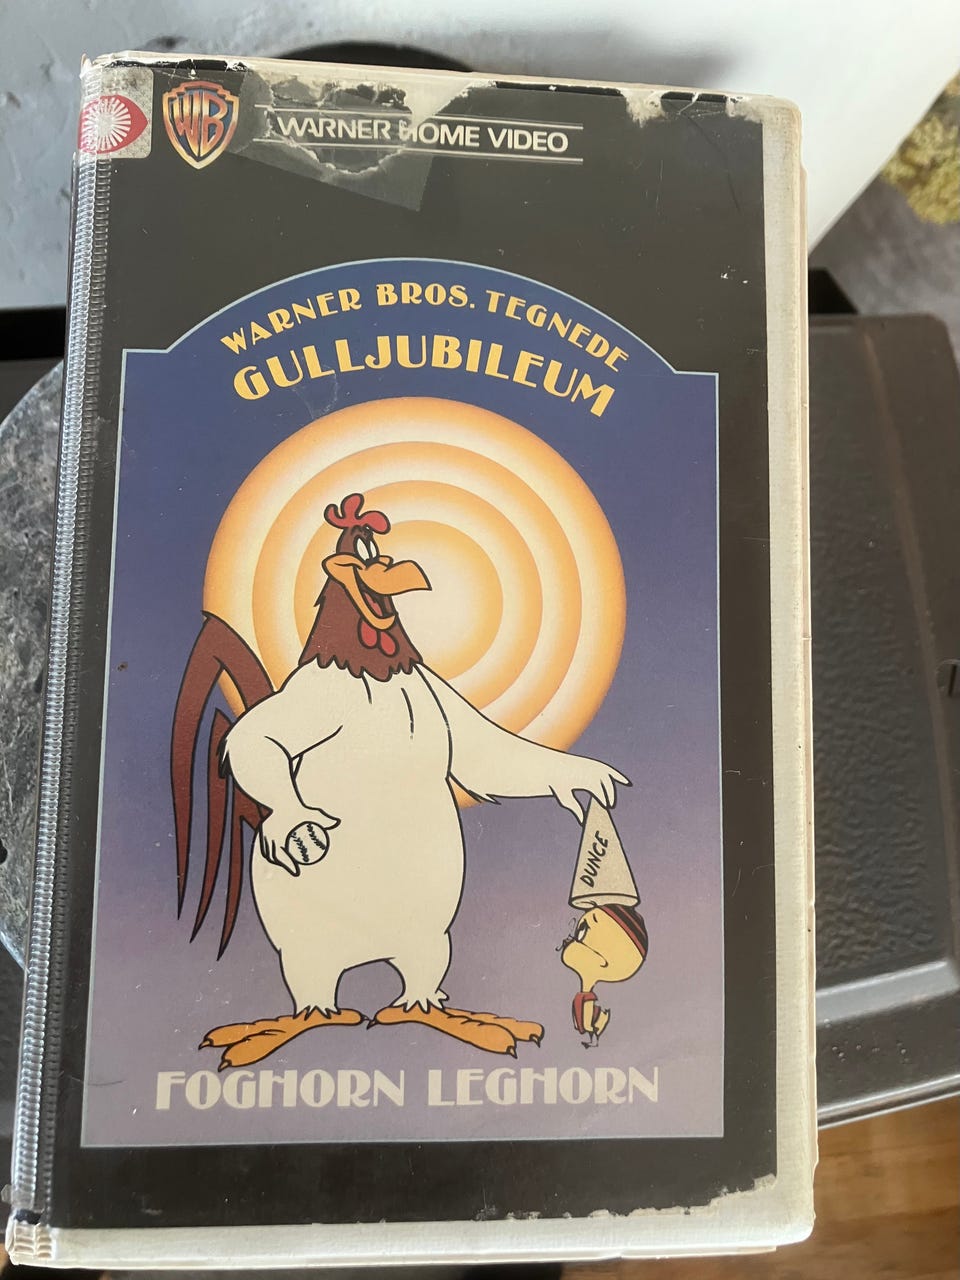 WB
WARNER HOME VIDEO
WARNER BROS. TEGNEDE
GULLJUBILEUM
DUNCE
FOGHORN LEGHORN